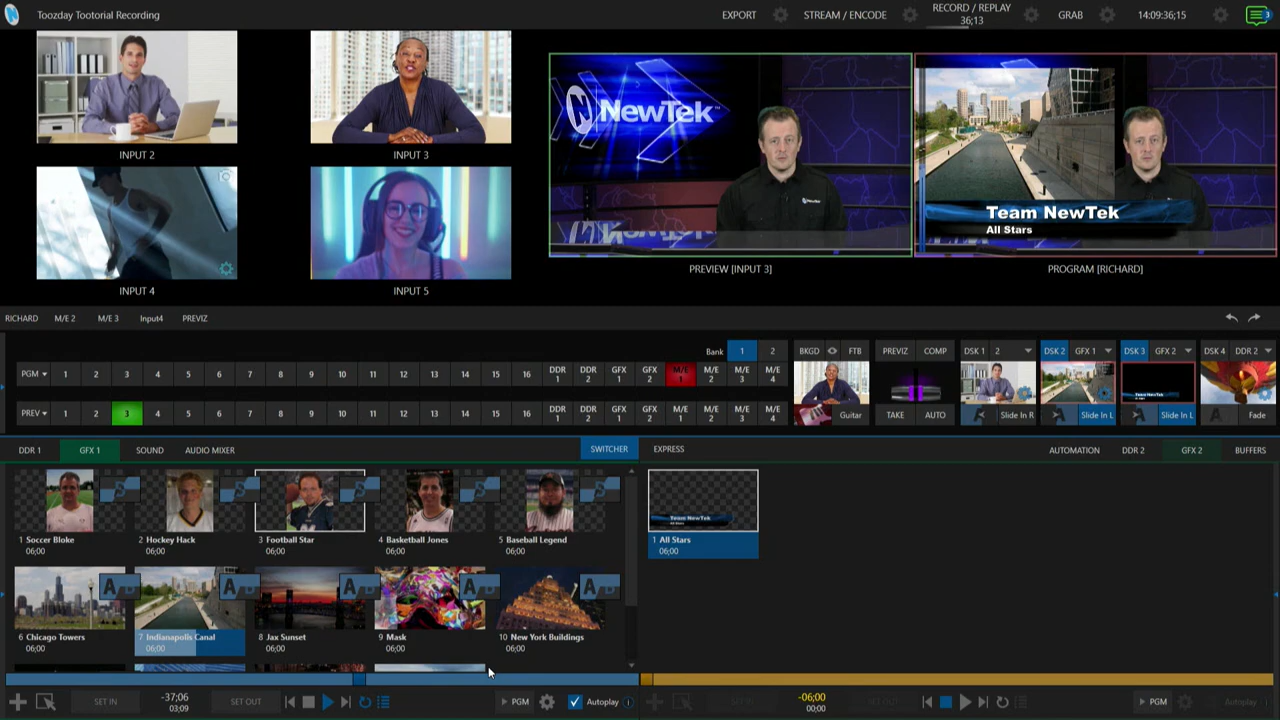 Toozday Tootorial Recording
EXPORT
STREAM / ENCODE
RECORD / REPLAY
36;13
GRAB
14:09:36;15
3
INPUT 2
INPUT 3
INPUT 4
INPUT 5
NewTek
PREVIEW [INPUT 3]
Team NewTek
All Stars
PROGRAM [RICHARD]
RICHARD M/E 2 M/E 3 Input4 PREVIZ
Bank 1 2
PGM 1 2 3 4 5 6 7 8 9 10 11 12 13 14 15 16 DDR 1 DDR 2 GFX 1 GFX 2 M/E 1 M/E 2 M/E 3 M/E 4
PREV 1 2 3 4 5 6 7 8 9 10 11 12 13 14 15 16 DDR 1 DDR 2 GFX 1 GFX 2 M/E 1 M/E 2 M/E 3 M/E 4
BKGD FTB PREVIZ COMP DSK 1 2 DSK 2 GFX 1 DSK 3 GFX 2 DSK 4 DDR 2
Guitar TAKE AUTO Slide In R Slide In L Slide In L Fade
DDR 1 GFX 1 SOUND AUDIO MIXER SWITCHER EXPRESS AUTOMATION DDR 2 GFX 2 BUFFERS
1 Soccer Bloke
06;00
2 Hockey Hack
06;00
3 Football Star
06;00
4 Basketball Jones
06;00
5 Baseball Legend
06;00
Team NewTek
1 All Stars
06;00
6 Chicago Towers
06;00
7 Indianapolis Canal
06;00
8 Jax Sunset
06;00
9 Mask
06;00
10 New York Buildings
06;00
SET IN
-37;06
03;09
SET OUT
PGM
Autoplay
-06;00
00;00
PGM
Autoplay